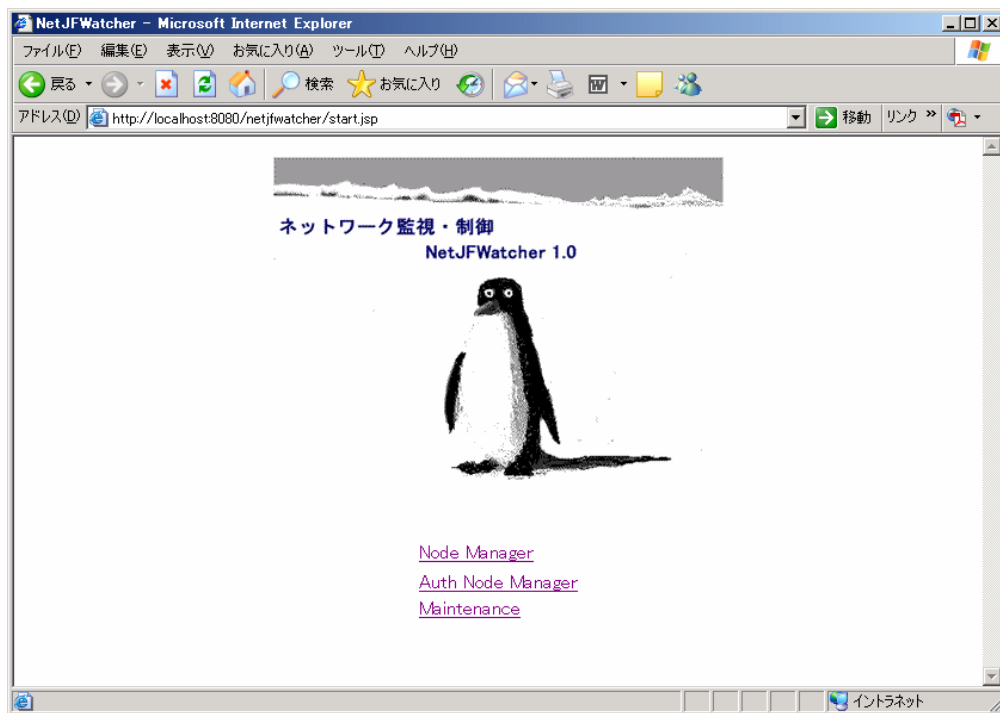 NetJFWatcher - Microsoft Internet Explorer
ファイル(F) 編集(E) 表示(V) お気に入り(A) ツール(T) ヘルプ(H)
戻る 検索 お気に入り
アドレス(D) http://localhost:8080/netjfwatcher/start.jsp 移動 リンク »
ネットワーク監視・制御
NetJFWatcher 1.0
Node Manager
Auth Node Manager
Maintenance
イントラネット